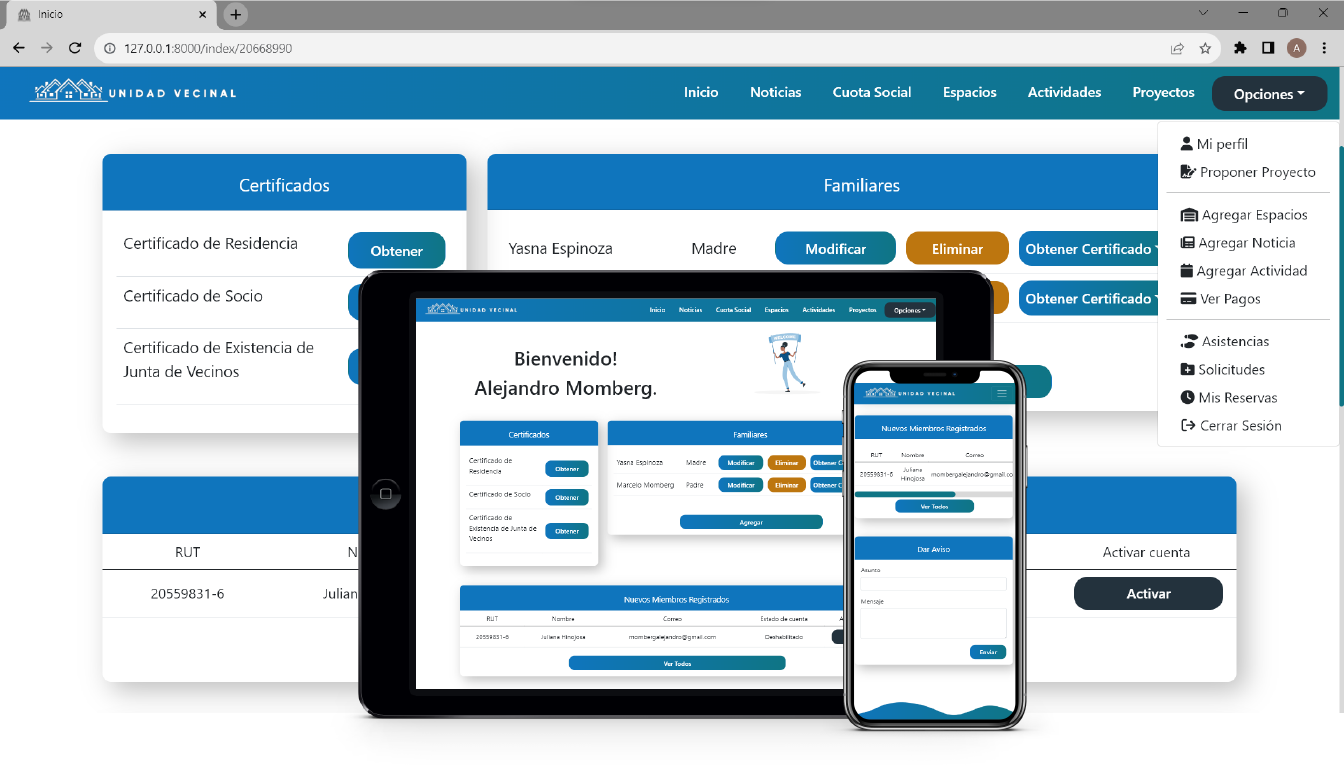 Inicio
127.0.0.1:8000/index/20668990
A
UNIDAD VECINAL
Inicio Noticias Cuota Social Espacios Actividades Proyectos Opciones
Mi perfil
Proponer Proyecto
Agregar Espacios
Agregar Noticia
Agregar Actividad
Ver Pagos
Asistencias
Solicitudes
Mis Reservas
Cerrar Sesión
Certificados
Certificado de Residencia Obtener
Certificado de Socio
Certificado de Existencia de
Junta de Vecinos
Familiares
Yasna Espinoza Madre Modificar Eliminar Obtener Certificado
Obtener Certificado
RUT N Activar cuenta
20559831-6 Julian Activar
UNIDAD VECINAL
Inicio Noticias Cuota Social Espacios Actividades Proyectos Opciones
WELCOME
Bienvenido!
Alejandro Momberg.
Certificados
Certificado de
Residencia
Obtener
Certificado de Socio Obtener
Certificado de
Existencia de Junta de
Vecinos
Obtener
Familiares
Yasna Espinoza Madre Modificar Eliminar Obtener C
Marcelo Momberg Padre Modificar Eliminar Obtener C
Agregar
Nuevos Miembros Registrados
RUT Nombre Correo Estado de cuenta A
20559831-6 Juliana Hinojosa mombergalejandro@gmail.com Deshabilitado
Ver Todos
UNIDAD VECINAL
Nuevos Miembros Registrados
RUT Nombre Correo
20559831-6 Juliana
Hinojosa
mombergalejandro@gmail.co
Ver Todos
Dar Aviso
Asunto
Mensaje
Enviar